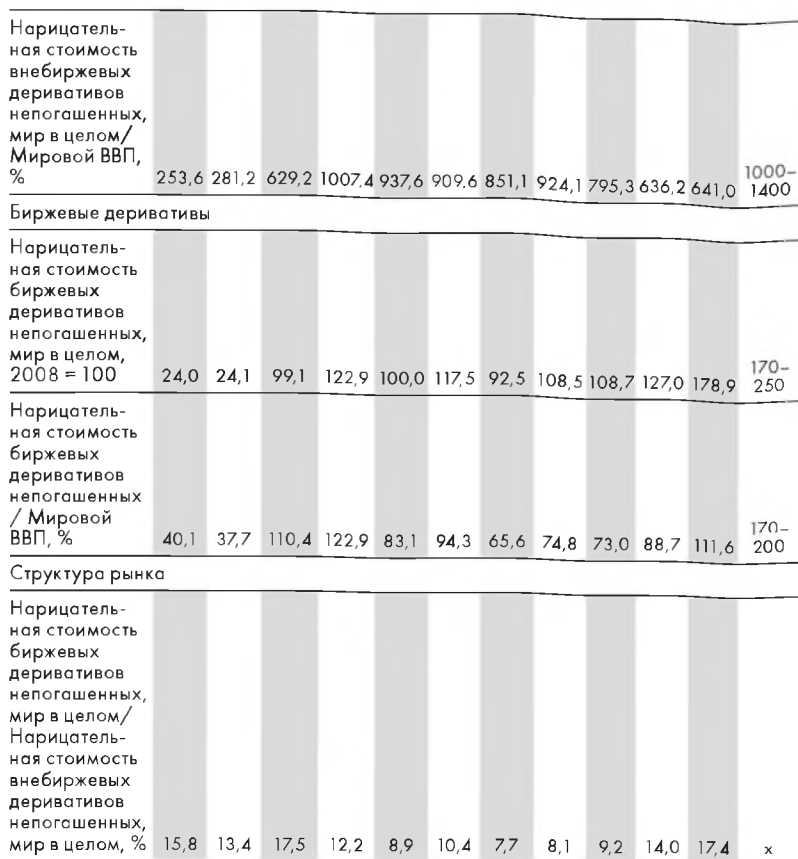 Нарицатель-
ная стоимость
внебиржевых
деривативов
непогашенных,
мир в целом/
Мировой ВВП,
% 253,6 281,2 629,2 1007.4 937,6 909.6 851,1 924,1 795,3 636,2 641,0 1000–
1400
Биржевые деривативы
Нарицатель-
ная стоимость
биржевых
деривативов
непогашенных,
мир в целом,
2008 = 100 24,0 24,1 99,1 122,9 100,0 117,5 92,5 108,5 108,7 127,0 178,9 170–
250
Нарицатель-
ная стоимость
биржевых
деривативов
непогашенных
/ Мировой
ВВП, % 40,1 37,7 110,4 122,9 83,1 94,3 65,6 74,8 73,0 88,7 111,6 170–
200
Структура рынка
Нарицатель-
ная стоимость
биржевых
деривативов
непогашенных,
мир в целом/
Нарицатель-
ная стоимость
внебиржевых
деривативов
непогашенных,
мир в целом, % 15,8 13,4 17,5 12,2 8,9 10,4 7,7 8,1 9,2 14,0 17,4 x